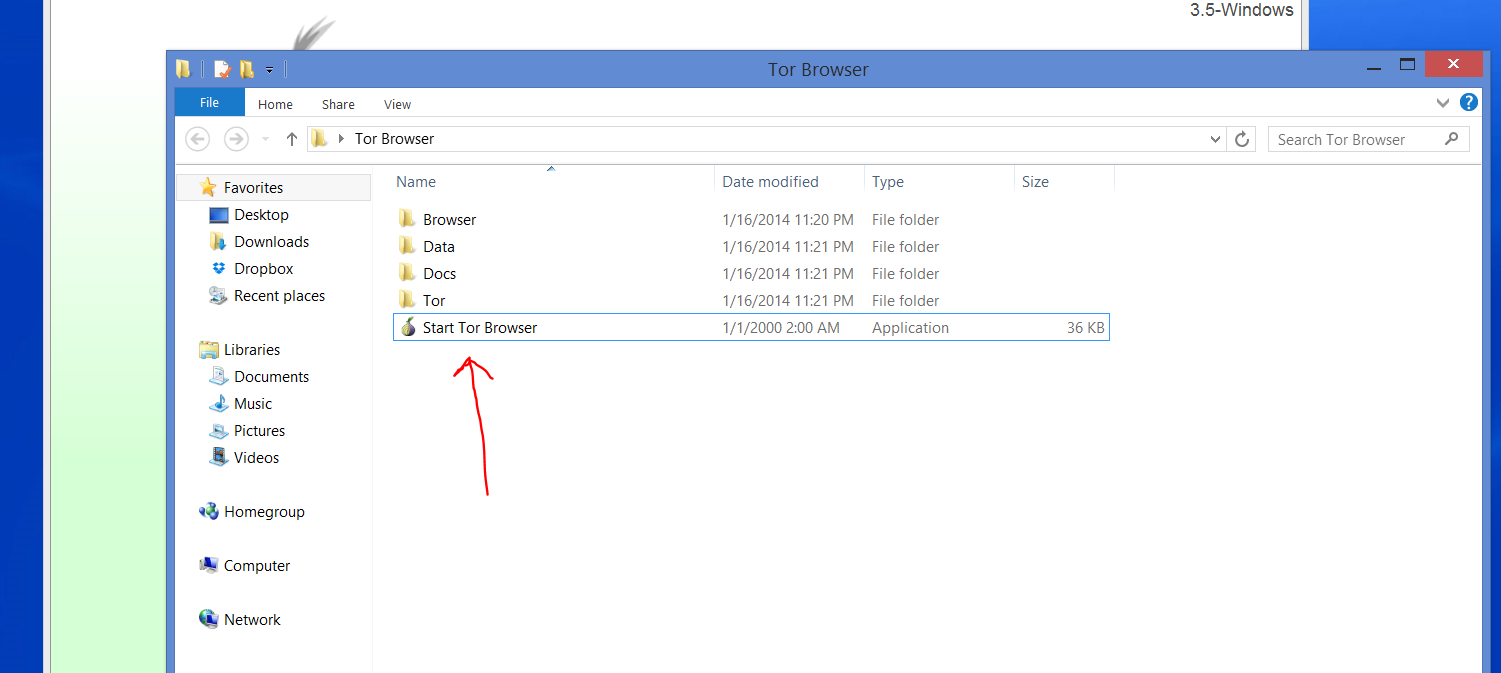 3.5-Windows
Tor Browser
File Home Share View
Tor Browser Search Tor Browser
Name Date modified Type Size
Favorites
Desktop
Downloads
Dropbox
Recent places
Libraries
Documents
Music
Pictures
Videos
Homegroup
Computer
Network
Browser 1/16/2014 11:20 PM File folder
Data 1/16/2014 11:21 PM File folder
Docs 1/16/2014 11:21 PM File folder
Tor 1/16/2014 11:21 PM File folder
Start Tor Browser 1/1/2000 2:00 AM Application 36 KB